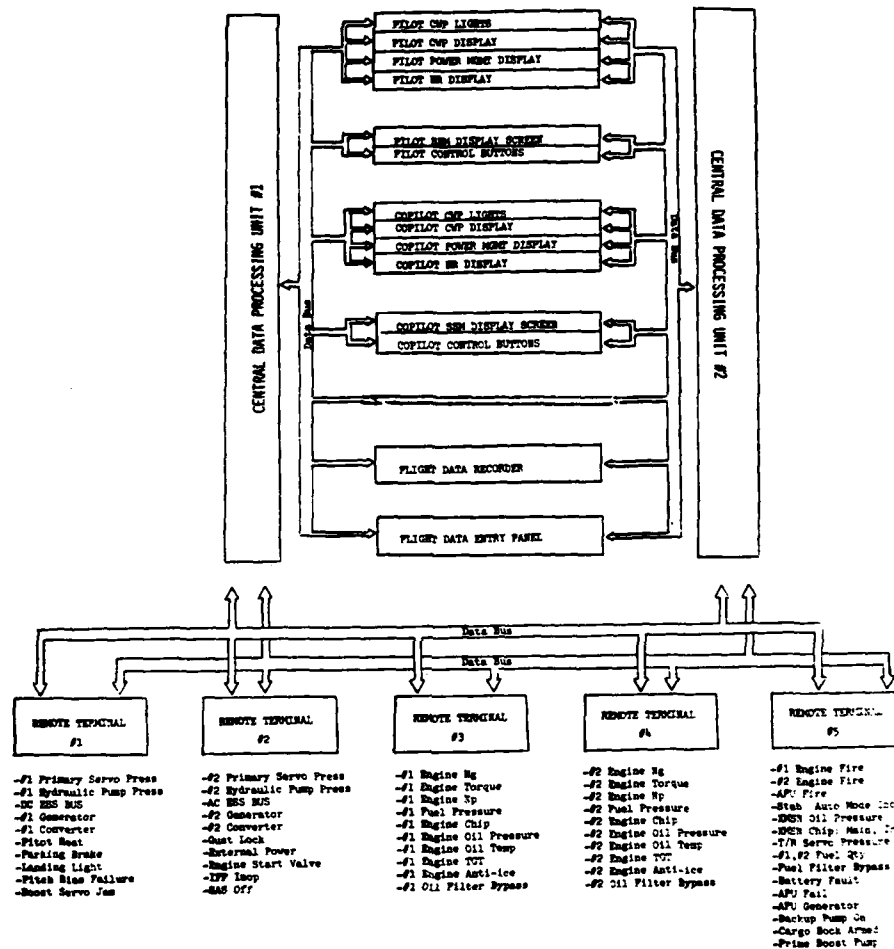 PILOT CWP LIGHTS
PILOT CWP DISPLAY
PILOT POWER MGMT DISPLAY
PILOT NR DISPLAY
PILOT SSM DISPLAY SCREEN
PILOT CONTROL BUTTONS
COPILOT CWP LIGHTS
COPILOT CWP DISPLAY
COPILOT POWER MGMT DISPLAY
COPILOT NR DISPLAY
COPILOT SSM DISPLAY SCREEN
COPILOT CONTROL BUTTONS
FLIGHT DATA RECORDER
FLIGHT DATA ENTRY PANEL
CENTRAL DATA PROCESSING UNIT #1
Data Bus
Data Bus
CENTRAL DATA PROCESSING UNIT #2
Data Bus
Data Bus
REMOTE TERMINAL
#1
-#1 Primary Servo Press
-#1 Hydraulic Pump Press
-DC ESS BUS
-#1 Generator
-#1 Converter
-Pitot Heat
-Parking Brake
-Landing Light
-Pitch Bias Failure
-Boost Servo Jam
REMOTE TERMINAL
#2
-#2 Primary Servo Press
-#2 Hydraulic Pump Press
-AC ESS BUS
-#2 Generator
-#2 Converter
-Gust Lock
-External Power
-Engine Start Valve
-IFF Inop
-SAS Off
REMOTE TERMINAL
#3
-#1 Engine Ng
-#1 Engine Torque
-#1 Engine Np
-#1 Fuel Pressure
-#1 Engine Chip
-#1 Engine Oil Pressure
-#1 Engine Oil Temp
-#1 Engine TGT
-#1 Engine Anti-ice
-#1 Oil Filter Bypass
REMOTE TERMINAL
#4
-#2 Engine Ng
-#2 Engine Torque
-#2 Engine Np
-#2 Fuel Pressure
-#2 Engine Chip
-#2 Engine Oil Pressure
-#2 Engine Oil Temp
-#2 Engine TGT
-#2 Engine Anti-ice
-#2 Oil Filter Bypass
REMOTE TERMINAL
#5
-#1 Engine Fire
-#2 Engine Fire
-APU Fire
-Stab Auto Mode
-XMSN Oil Pressure
-XMSN Chip: Main,
-T/R Servo Pressure
-#1,#2 Fuel Qty
-Fuel Filter Bypass
-Battery Fault
-APU Fail
-APU Generator
-Backup Pump On
-Cargo Hook Armed
-Prime Boost Pump